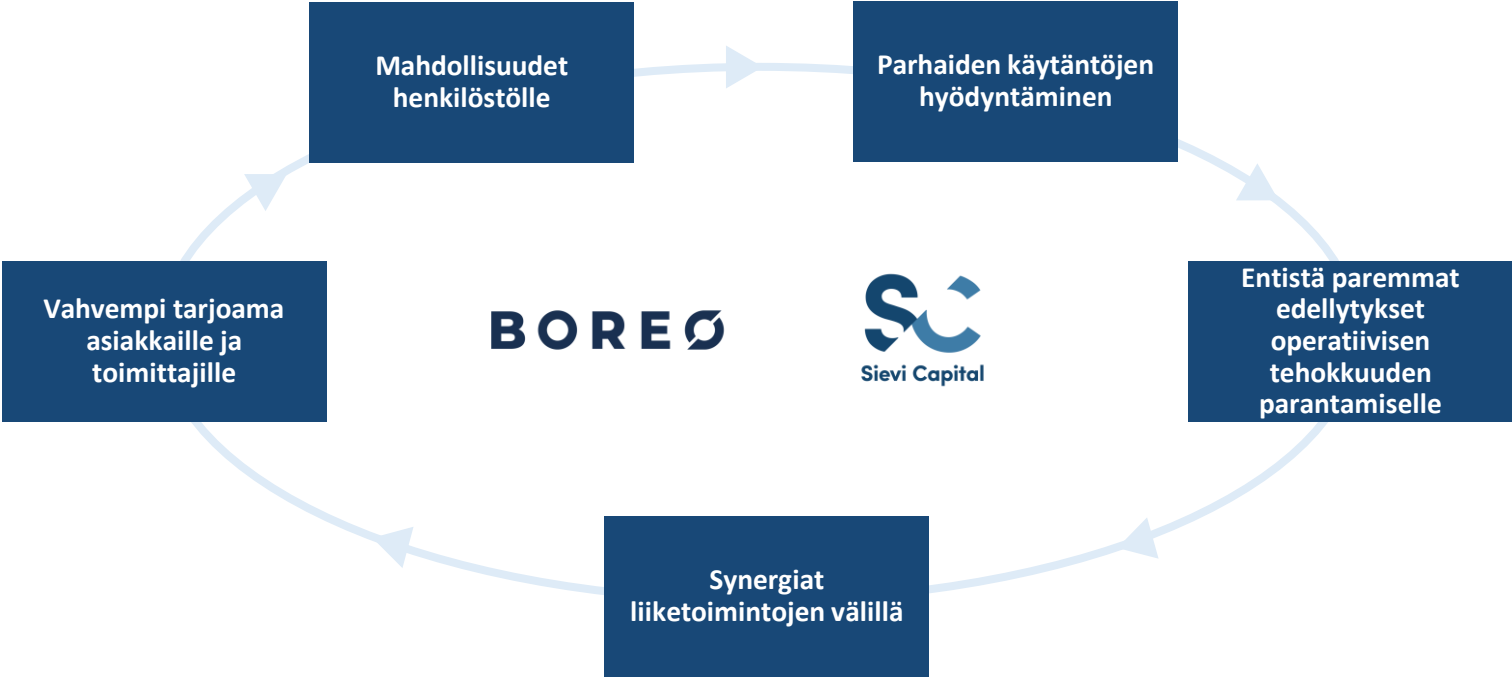 Mahdollisuudet
henkilöstölle
Parhaiden käytäntöjen
hyödyntäminen
Vahvempi tarjoama
asiakkaille ja
toimittajille
BOREO
SC
Sievi Capital
Entistä paremmat
edellytykset
operatiivisen
tehokkuuden
parantamiselle
Synergiat
liiketoimintojen välillä